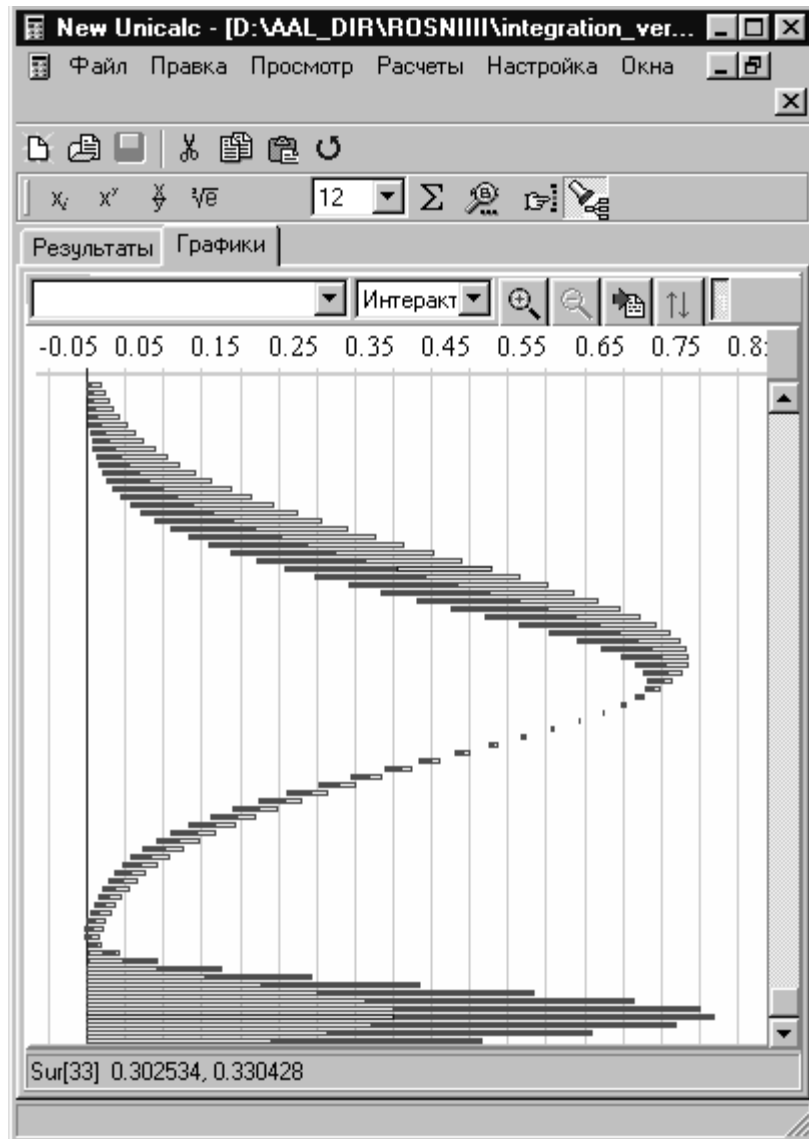 New Unicalc - [D:\AAL_DIR\ROSNIIII\integration_ver...
Файл Правка Просмотр Расчеты Настройка Окна
12
Результаты Графики
Интеракт
-0.05 0.05 0.15 0.25 0.35 0.45 0.55 0.65 0.75 0.8
Sur[33] 0.302534, 0.330428